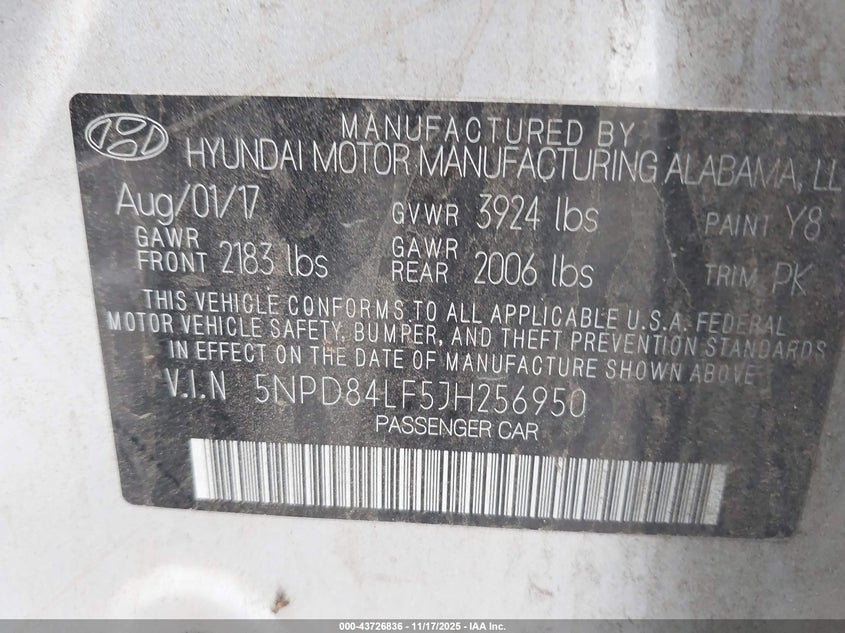 MANUFACTURED BY
HYUNDAI MOTOR MANUFACTURING ALABAMA, LL
Aug/01/17 GVWR 3924 lbs PAINT Y8
GAWR FRONT 2183 lbs GAWR REAR 2006 lbs TRIM PK
THIS VEHICLE CONFORMS TO ALL APPLICABLE U.S.A. FEDERAL
MOTOR VEHICLE SAFETY, BUMPER, AND THEFT PREVENTION STANDARDS
IN EFFECT ON THE DATE OF MANUFACTURE SHOWN ABOVE.
V.I.N 5NPD84LF5JH256950
PASSENGER CAR
000-43726836 - 11/17/2025 - IAA Inc.